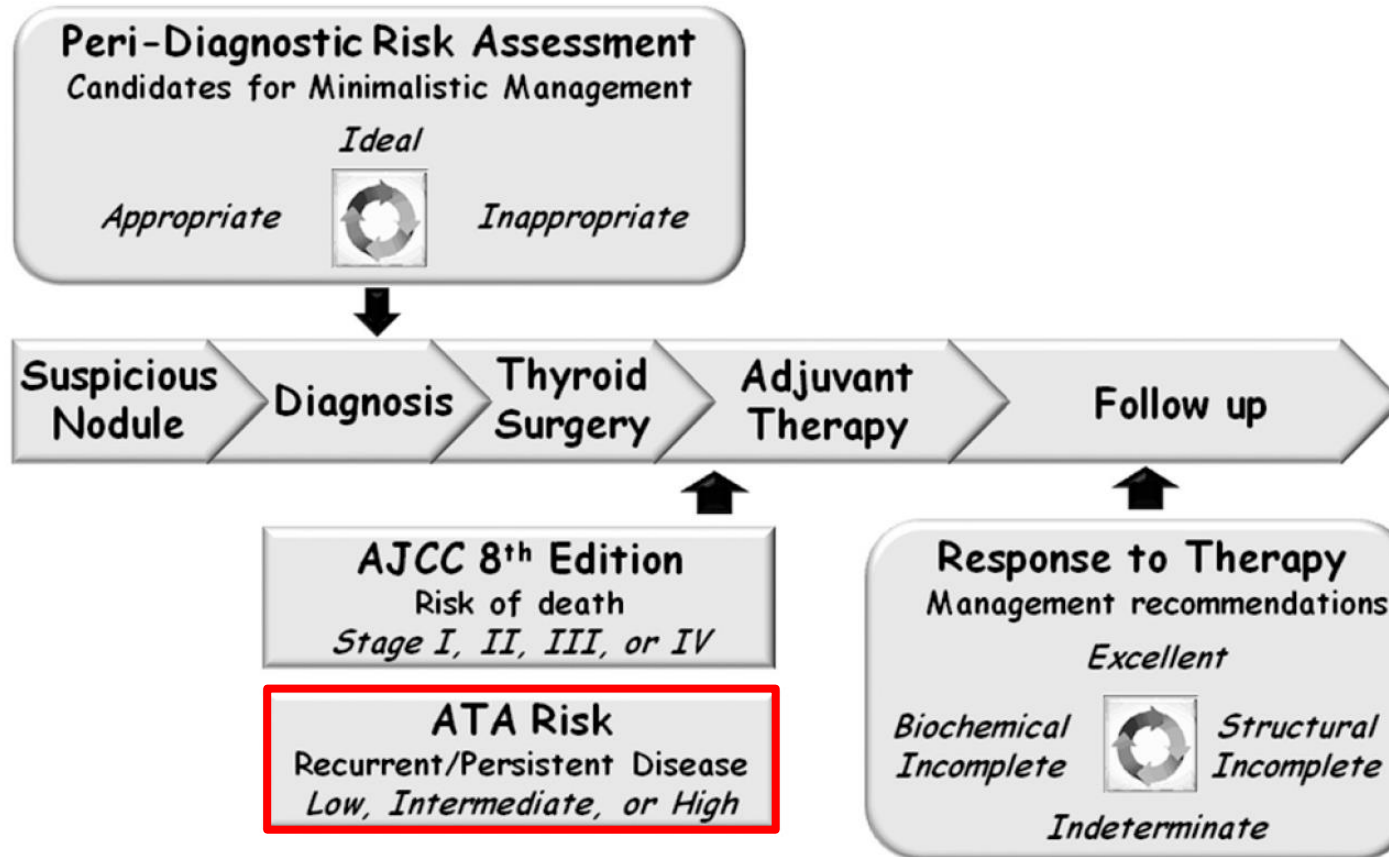 Peri-Diagnostic Risk Assessment
Candidates for Minimalistic Management
Ideal
Appropriate
Inappropriate
Suspicious
Nodule
Diagnosis
Thyroid
Surgery
Adjuvant
Therapy
Follow up
AJCC 8th Edition
Risk of death
Stage I, II, III, or IV
ATA Risk
Recurrent/Persistent Disease
Low, Intermediate, or High
Response to Therapy
Management recommendations
Excellent
Biochemical
Incomplete
Structural
Incomplete
Indeterminate